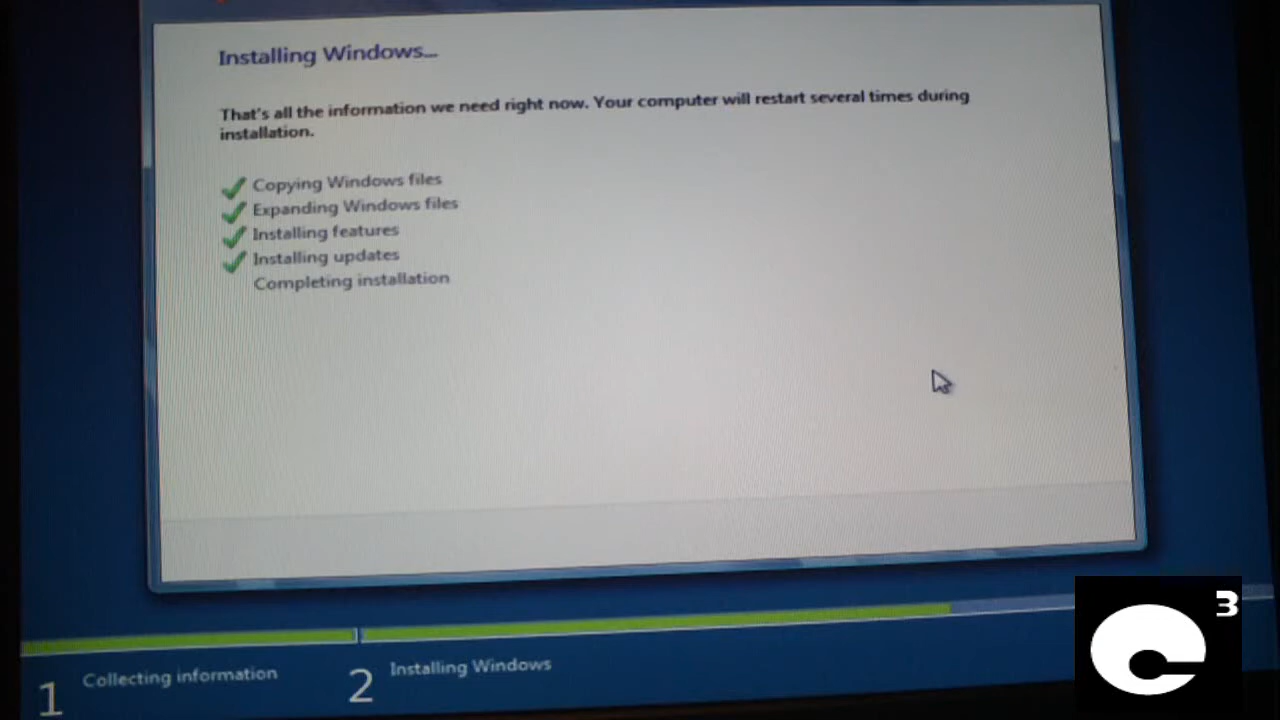 Installing Windows...
That's all the information we need right now. Your computer will restart several times during
installation.
Copying Windows files
Expanding Windows files
Installing features
Installing updates
Completing installation
1 Collecting information
2 Installing Windows
3